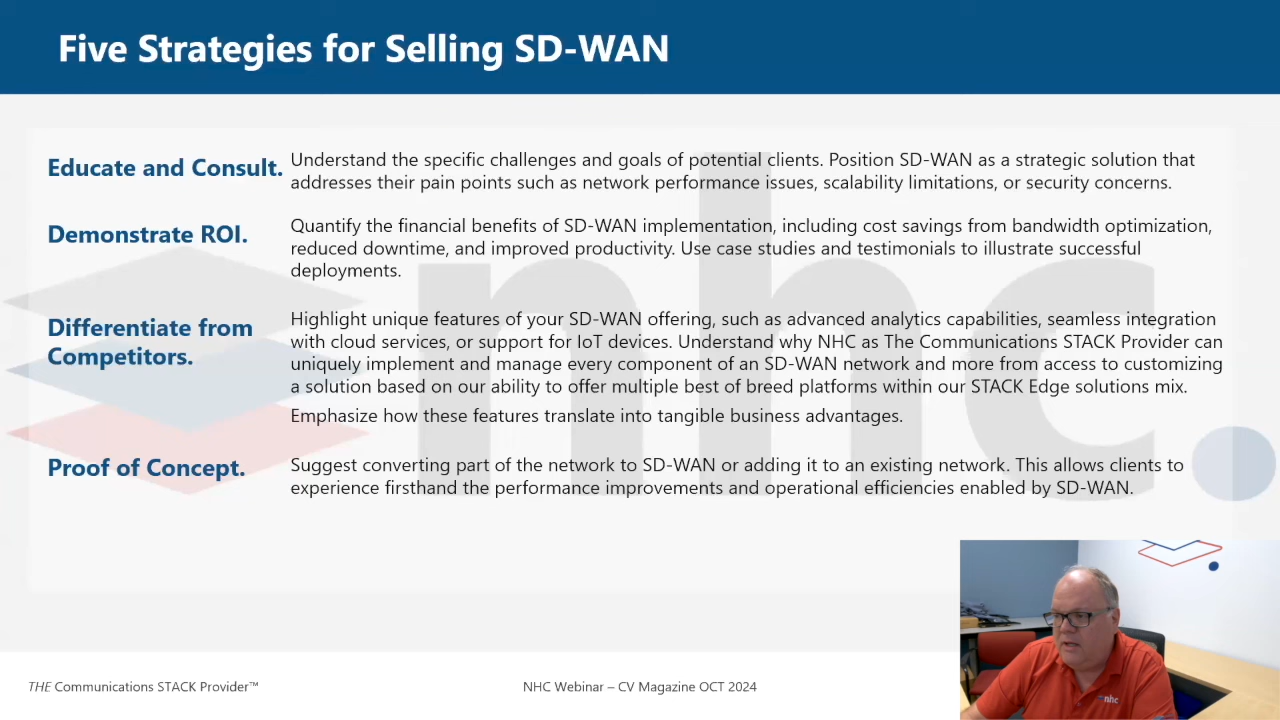 Five Strategies for Selling SD-WAN
Educate and Consult.
Understand the specific challenges and goals of potential clients. Position SD-WAN as a strategic solution that
addresses their pain points such as network performance issues, scalability limitations, or security concerns.
Demonstrate ROI.
Quantify the financial benefits of SD-WAN implementation, including cost savings from bandwidth optimization,
reduced downtime, and improved productivity. Use case studies and testimonials to illustrate successful
deployments.
Differentiate from
Competitors.
Highlight unique features of your SD-WAN offering, such as advanced analytics capabilities, seamless integration
with cloud services, or support for IoT devices. Understand why NHC as The Communications STACK Provider can
uniquely implement and manage every component of an SD-WAN network and more from access to customizing
a solution based on our ability to offer multiple best of breed platforms within our STACK Edge solutions mix.
Emphasize how these features translate into tangible business advantages.
Proof of Concept.
Suggest converting part of the network to SD-WAN or adding it to an existing network. This allows clients to
experience firsthand the performance improvements and operational efficiencies enabled by SD-WAN.
nhc.
nhc
THE Communications STACK Provider™
NHC Webinar – CV Magazine OCT 2024